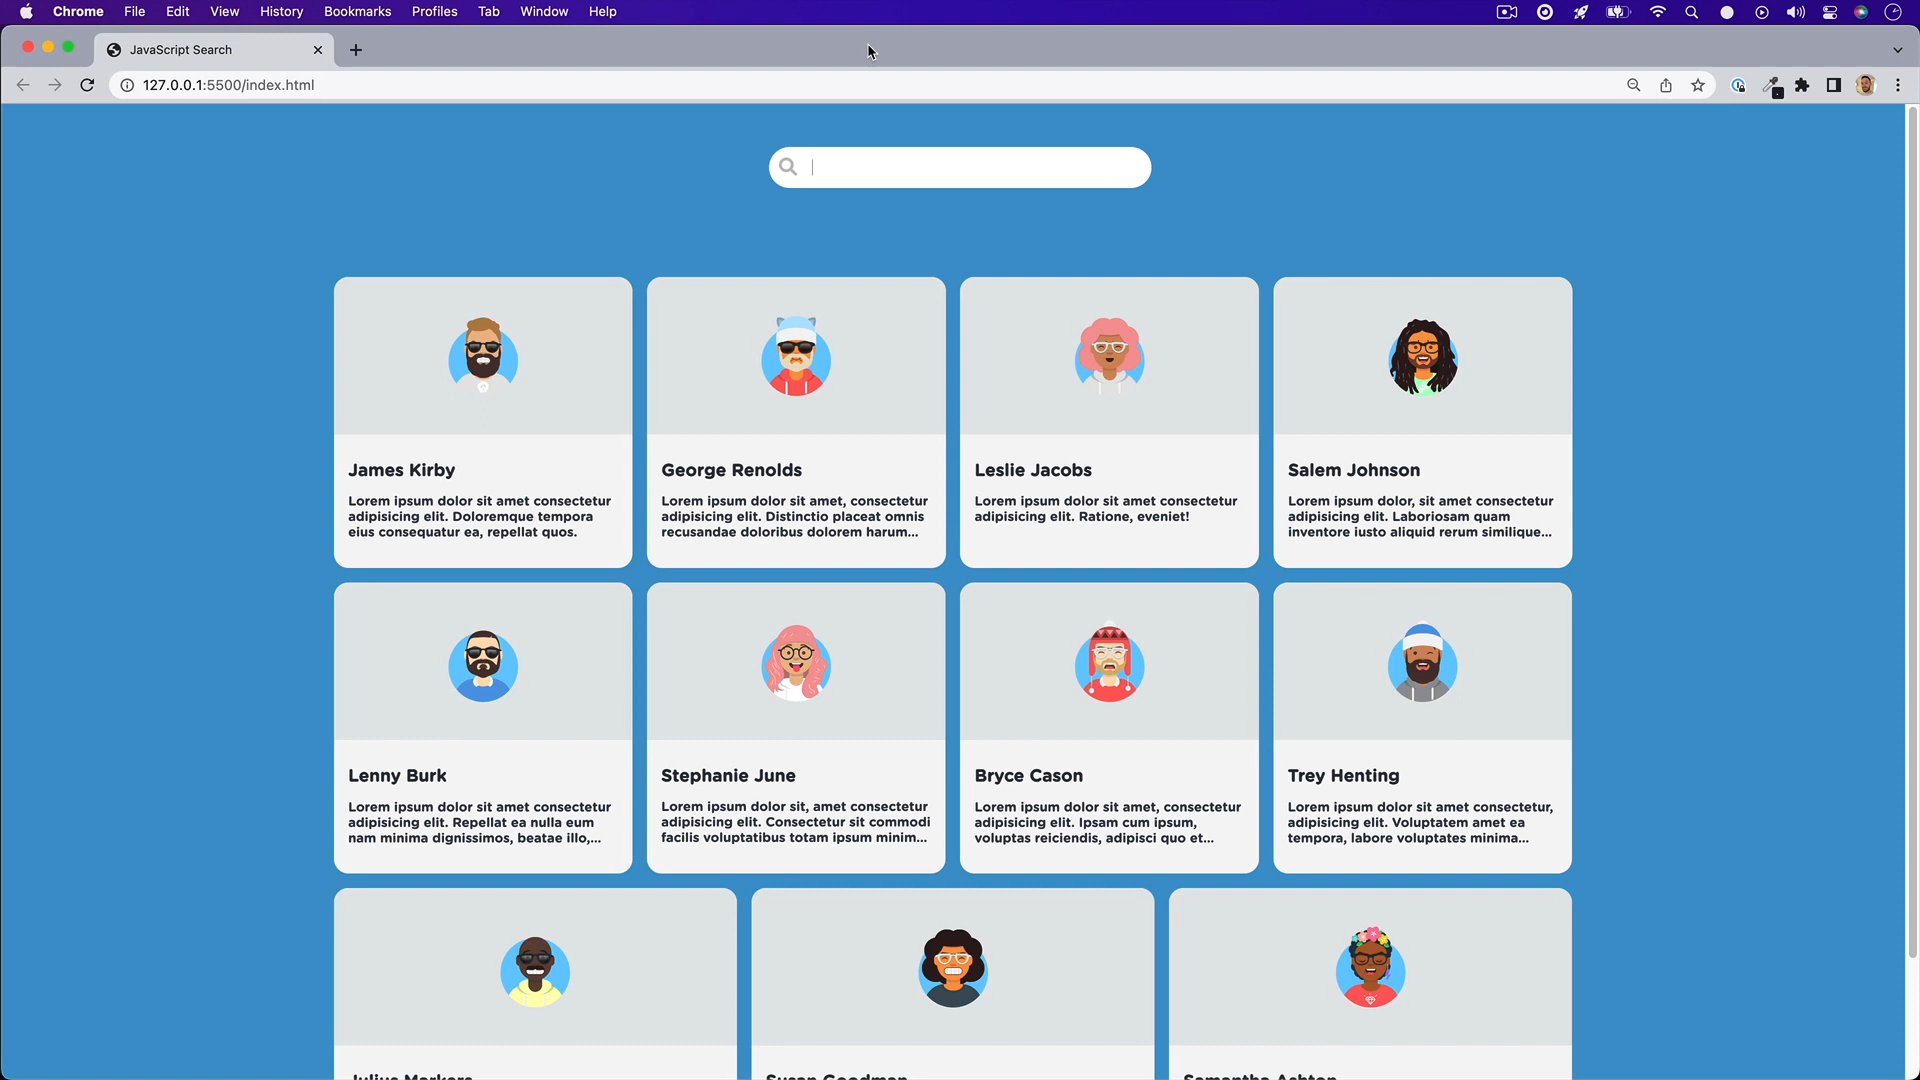 Chrome File Edit View History Bookmarks Profiles Tab Window Help
JavaScript Search
127.0.0.1:5500/index.html
James Kirby
Lorem ipsum dolor sit amet consectetur
adipisicing elit. Doloremque tempora
eius consequatur ea, repellat quos.
George Renolds
Lorem ipsum dolor sit amet, consectetur
adipisicing elit. Distinctio placeat omnis
recusandae doloribus dolorem harum...
Leslie Jacobs
Lorem ipsum dolor sit amet consectetur
adipisicing elit. Ratione, eveniet!
Salem Johnson
Lorem ipsum dolor, sit amet consectetur
adipisicing elit. Laboriosam quam
inventore iusto aliquid rerum similique...
Lenny Burk
Lorem ipsum dolor sit amet consectetur
adipisicing elit. Repellat ea nulla eum
nam minima dignissimos, beatae illo,...
Stephanie June
Lorem ipsum dolor sit, amet consectetur
adipisicing elit. Consectetur sit commodi
facilis voluptatibus totam ipsum minim...
Bryce Cason
Lorem ipsum dolor sit amet, consectetur
adipisicing elit. Ipsam cum ipsum,
voluptas reiciendis, adipisci quo et...
Trey Henting
Lorem ipsum dolor sit amet consectetur,
adipisicing elit. Voluptatem amet ea
tempora, labore voluptates minima...
Julius Markers
Susan Goodman
Samantha Ashton